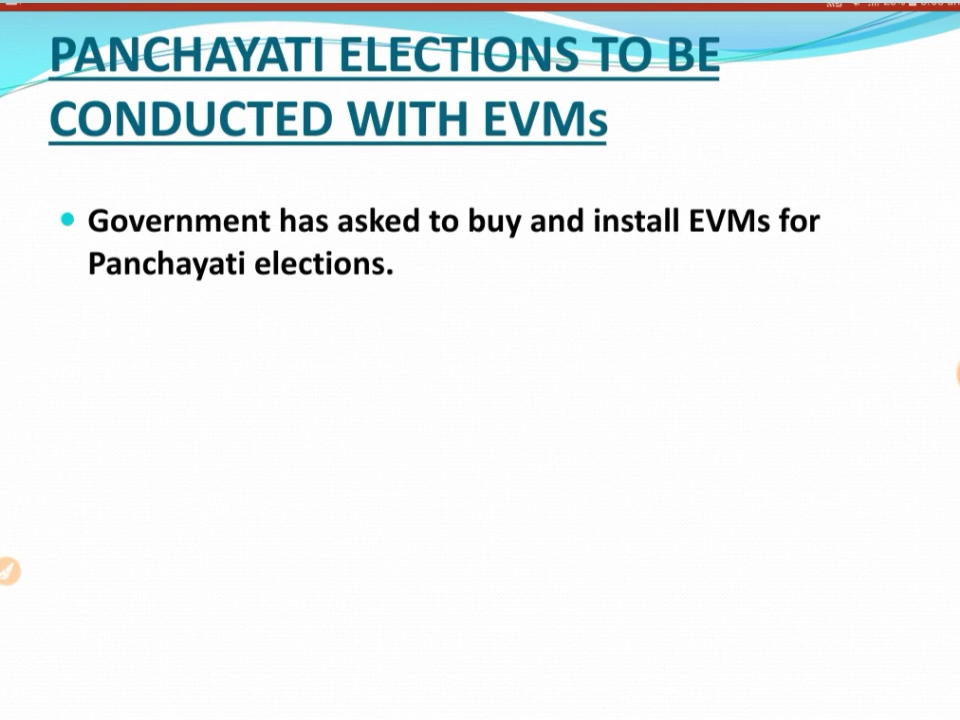 PANCHAYATI ELECTIONS TO BE
CONDUCTED WITH EVMs
Government has asked to buy and install EVMs for
Panchayati elections.